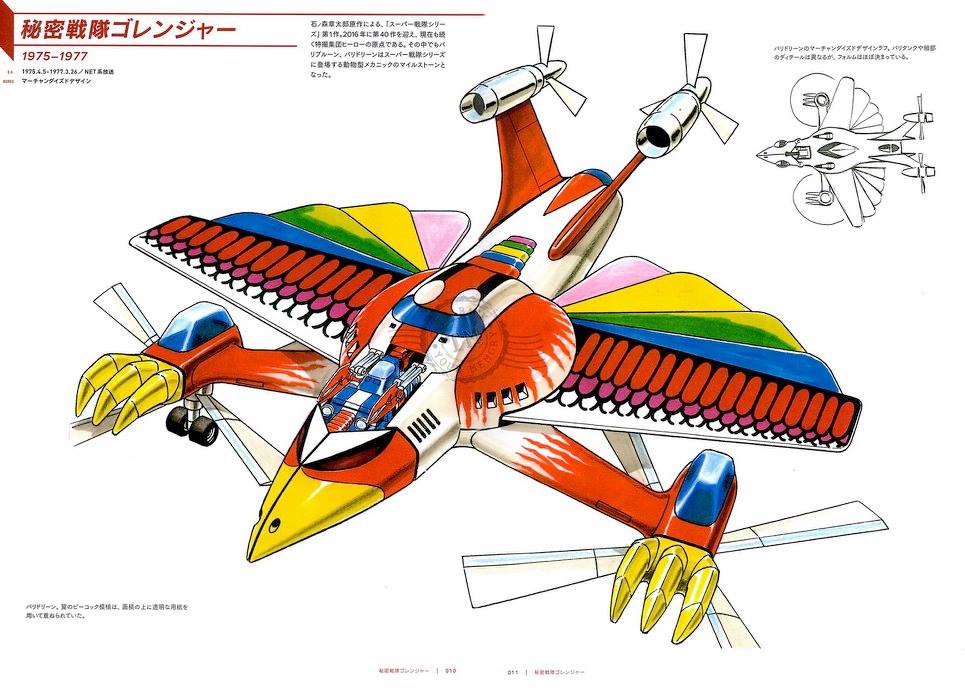 秘密戦隊ゴレンジャー
1975–1977
1975.4.5–1977.3.26／NET系放送
マーチャンダイズドデザイン
石ノ森章太郎原作による、「スーパー戦隊シリー
ズ」第1作。2016年に第40作を迎え、現在も続
く特撮集団ヒーローの原点である。その中でもバ
リブルーン、バリドリーンはスーパー戦隊シリーズ
に登場する動物型メカニックのマイルストーンと
なった。
バリドリーンのマーチャンダイズドデザインラフ。バリタンクや細部
のディテールは異なるが、フォルムはほぼ決まっている。
バリドリーン。翼のピーコック模様は、画稿の上に透明な用紙を
用いて重ねられていた。
秘密戦隊ゴレンジャー | 010
011 | 秘密戦隊ゴレンジャー